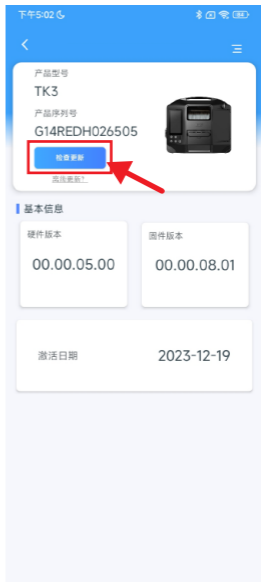 下午5:02
产品型号
TK3
产品序列号
G14REDH026505
检查更新
基本信息
硬件版本
固件版本
00.00.05.00
00.00.08.01
激活日期
2023-12-19